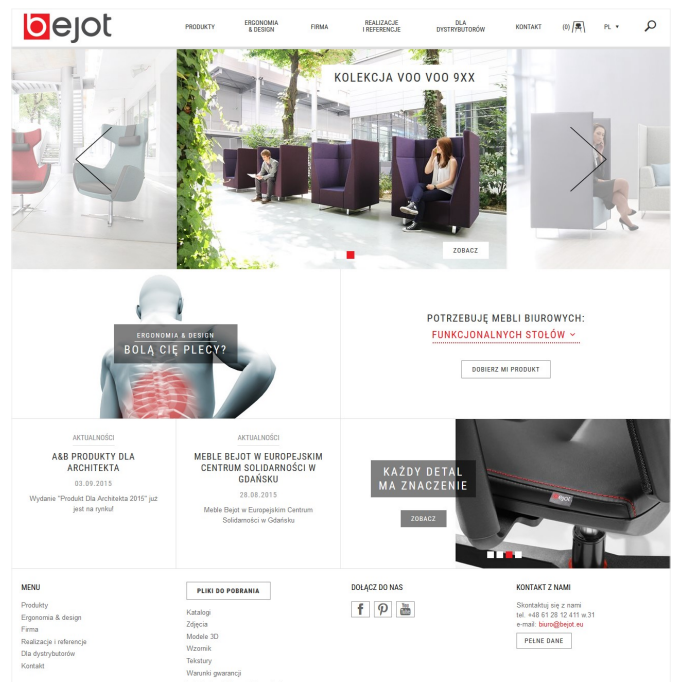 bejot
PRODUKTY
ERGONOMIA
& DESIGN
FIRMA
REALIZACJE
I REFERENCJE
DLA
DYSTRYBUTORÓW
KONTAKT
(0)
PL
KOLEKCJA VOO VOO 9XX
ZOBACZ
ERGONOMIA & DESIGN
BOLĄ CIĘ PLECY?
POTRZEBUJĘ MEBLI BIUROWYCH:
FUNKCJONALNYCH STOŁÓW
DOBIERZ MI PRODUKT
AKTUALNOŚCI
A&B PRODUKTY DLA
ARCHITEKTA
03.09.2015
Wydanie "Produkt Dla Architekta 2015" już
jest na rynku!
AKTUALNOŚCI
MEBLE BEJOT W EUROPEJSKIM
CENTRUM SOLIDARNOŚCI W
GDAŃSKU
28.08.2015
Meble Bejot w Europejskim Centrum
Solidarności w Gdańsku
KAŻDY DETAL
MA ZNACZENIE
ZOBACZ
bejot
MENU
Produkty
Ergonomia & design
Firma
Realizacje i referencje
Dla dystrybutorów
Kontakt
PLIKI DO POBRANIA
Katalogi
Zdjęcia
Modele 3D
Wzornik
Tekstury
Warunki gwarancji
DOŁĄCZ DO NAS
You
Tube
KONTAKT Z NAMI
Skontaktuj się z nami
tel. +48 61 28 12 411 w.31
e-mail: biuro@bejot.eu
PEŁNE DANE